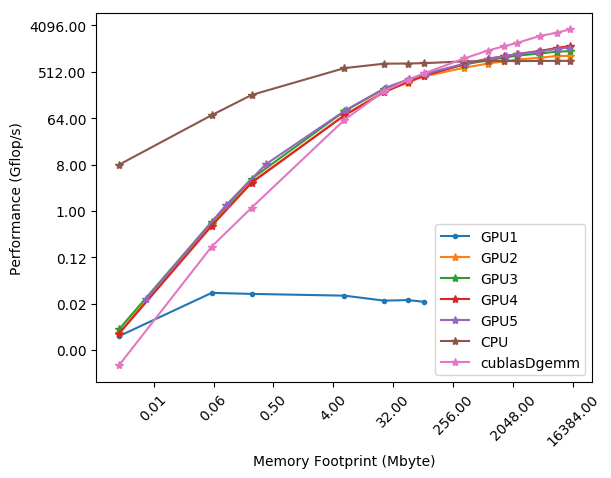 4096.00
512.00
64.00
8.00
1.00
0.12
0.02
0.00
Performance (Gflop/s)
GPU1
GPU2
GPU3
GPU4
GPU5
CPU
cublasDgemm
0.01
0.06
0.50
4.00
32.00
256.00
2048.00
16384.00
Memory Footprint (Mbyte)